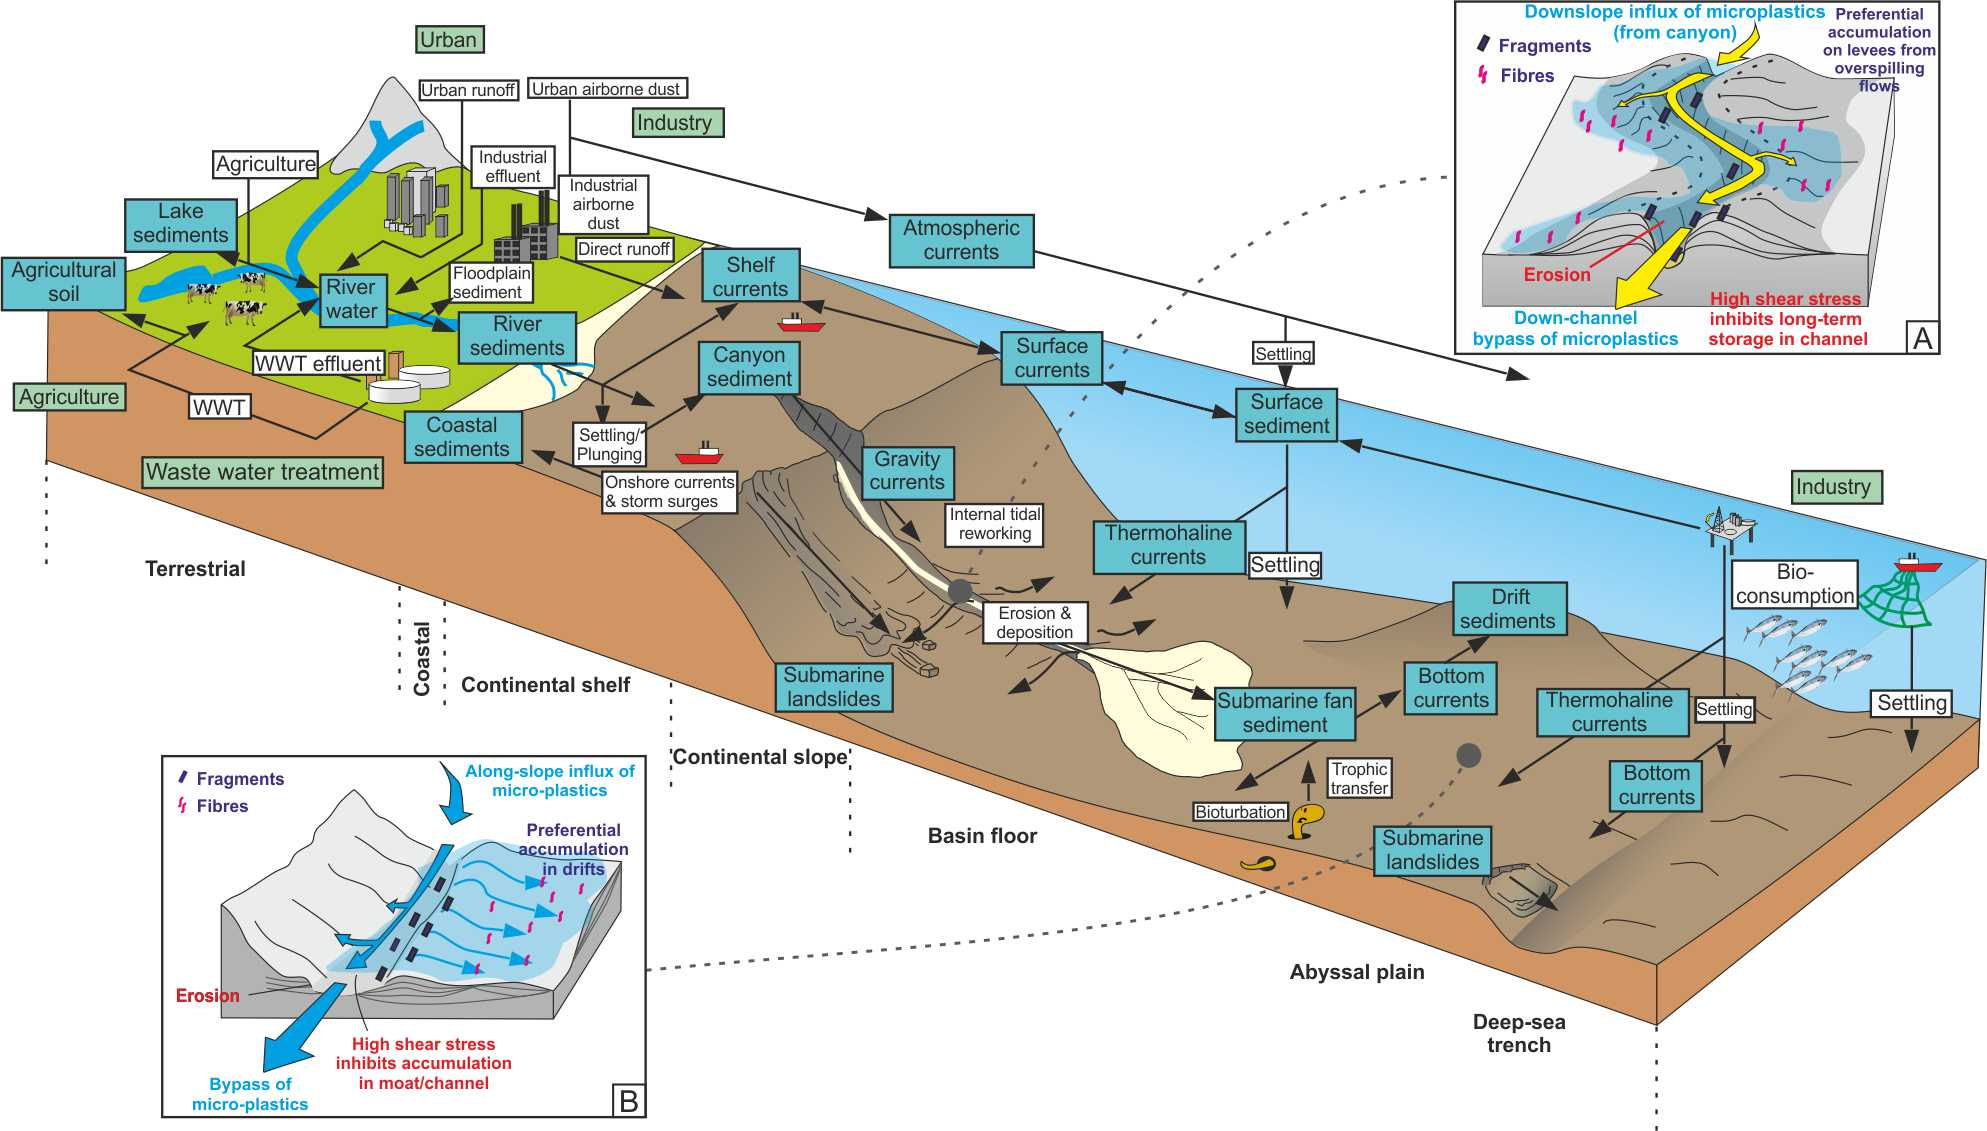 Urban
Urban runoff
Urban airborne dust
Industry
Agriculture
Industrial
effluent
Industrial
airborne
dust
Direct runoff
Lake
sediments
Agricultural
soil
River
water
Floodplain
sediment
River
sediments
WWT effluent
WWT
Agriculture
Waste water treatment
Coastal
sediments
Shelf
currents
Canyon
sediment
Settling/
Plunging
Onshore currents
& storm surges
Gravity
currents
Internal tidal
reworking
Atmospheric
currents
Surface
currents
Settling
Surface
sediment
Thermohaline
currents
Settling
Erosion &
deposition
Submarine
landslides
Submarine fan
sediment
Drift
sediments
Bottom
currents
Bioturbation
Trophic
transfer
Submarine
landslides
Thermohaline
currents
Settling
Bottom
currents
Industry
Bio-
consumption
Settling
Terrestrial
Coastal
Continental shelf
Continental slope
Basin floor
Abyssal plain
Deep-sea
trench
Downslope influx of microplastics
(from canyon)
Fragments
Fibres
Preferential
accumulation
on levees from
overspilling
flows
Erosion
Down-channel
bypass of microplastics
High shear stress
inhibits long-term
storage in channel
A
Fragments
Fibres
Along-slope influx of
micro-plastics
Preferential
accumulation
in drifts
Erosion
High shear stress
inhibits accumulation
in moat/channel
Bypass of
micro-plastics
B